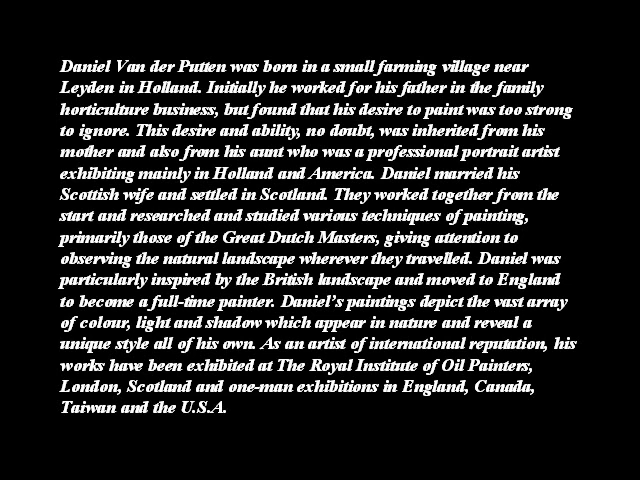 Daniel Van der Putten was born in a small farming village near
Leyden in Holland. Initially he worked for his father in the family
horticulture business, but found that his desire to paint was too strong
to ignore. This desire and ability, no doubt, was inherited from his
mother and also from his aunt who was a professional portrait artist
exhibiting mainly in Holland and America. Daniel married his
Scottish wife and settled in Scotland. They worked together from the
start and researched and studied various techniques of painting,
primarily those of the Great Dutch Masters, giving attention to
observing the natural landscape wherever they travelled. Daniel was
particularly inspired by the British landscape and moved to England
to become a full-time painter. Daniel’s paintings depict the vast array
of colour, light and shadow which appear in nature and reveal a
unique style all of his own. As an artist of international reputation, his
works have been exhibited at The Royal Institute of Oil Painters,
London, Scotland and one-man exhibitions in England, Canada,
Taiwan and the U.S.A.